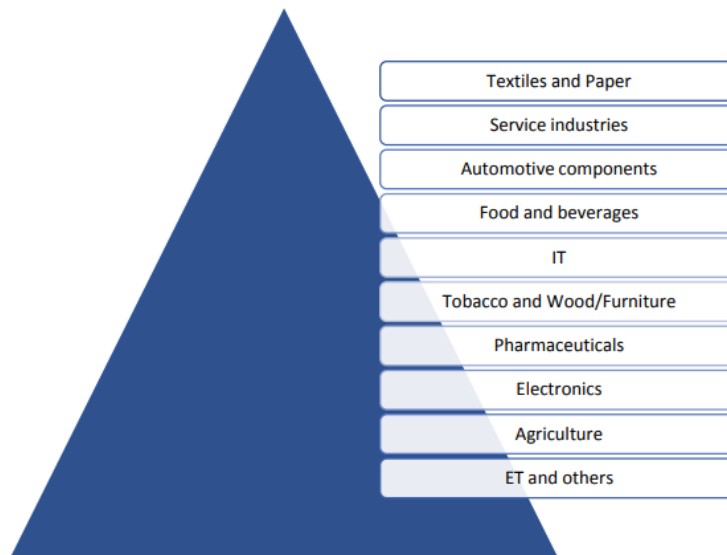 Textiles and Paper
Service industries
Automotive components
Food and beverages
IT
Tobacco and Wood/Furniture
Pharmaceuticals
Electronics
Agriculture
ET and others